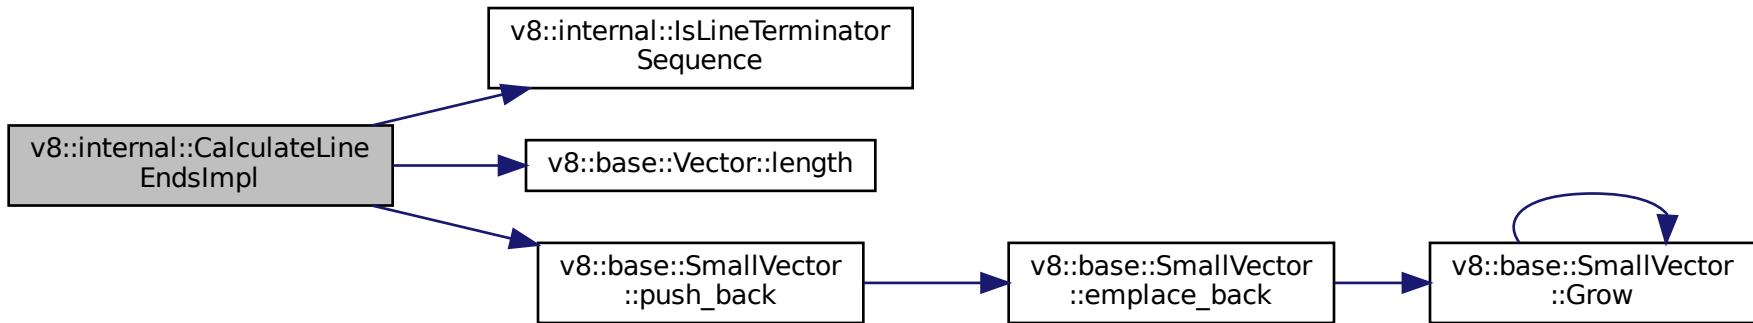 v8::internal::IsLineTerminator
Sequence
v8::internal::CalculateLine
EndsImpl
v8::base::Vector::length
v8::base::SmallVector
::push_back
v8::base::SmallVector
::emplace_back
v8::base::SmallVector
::Grow